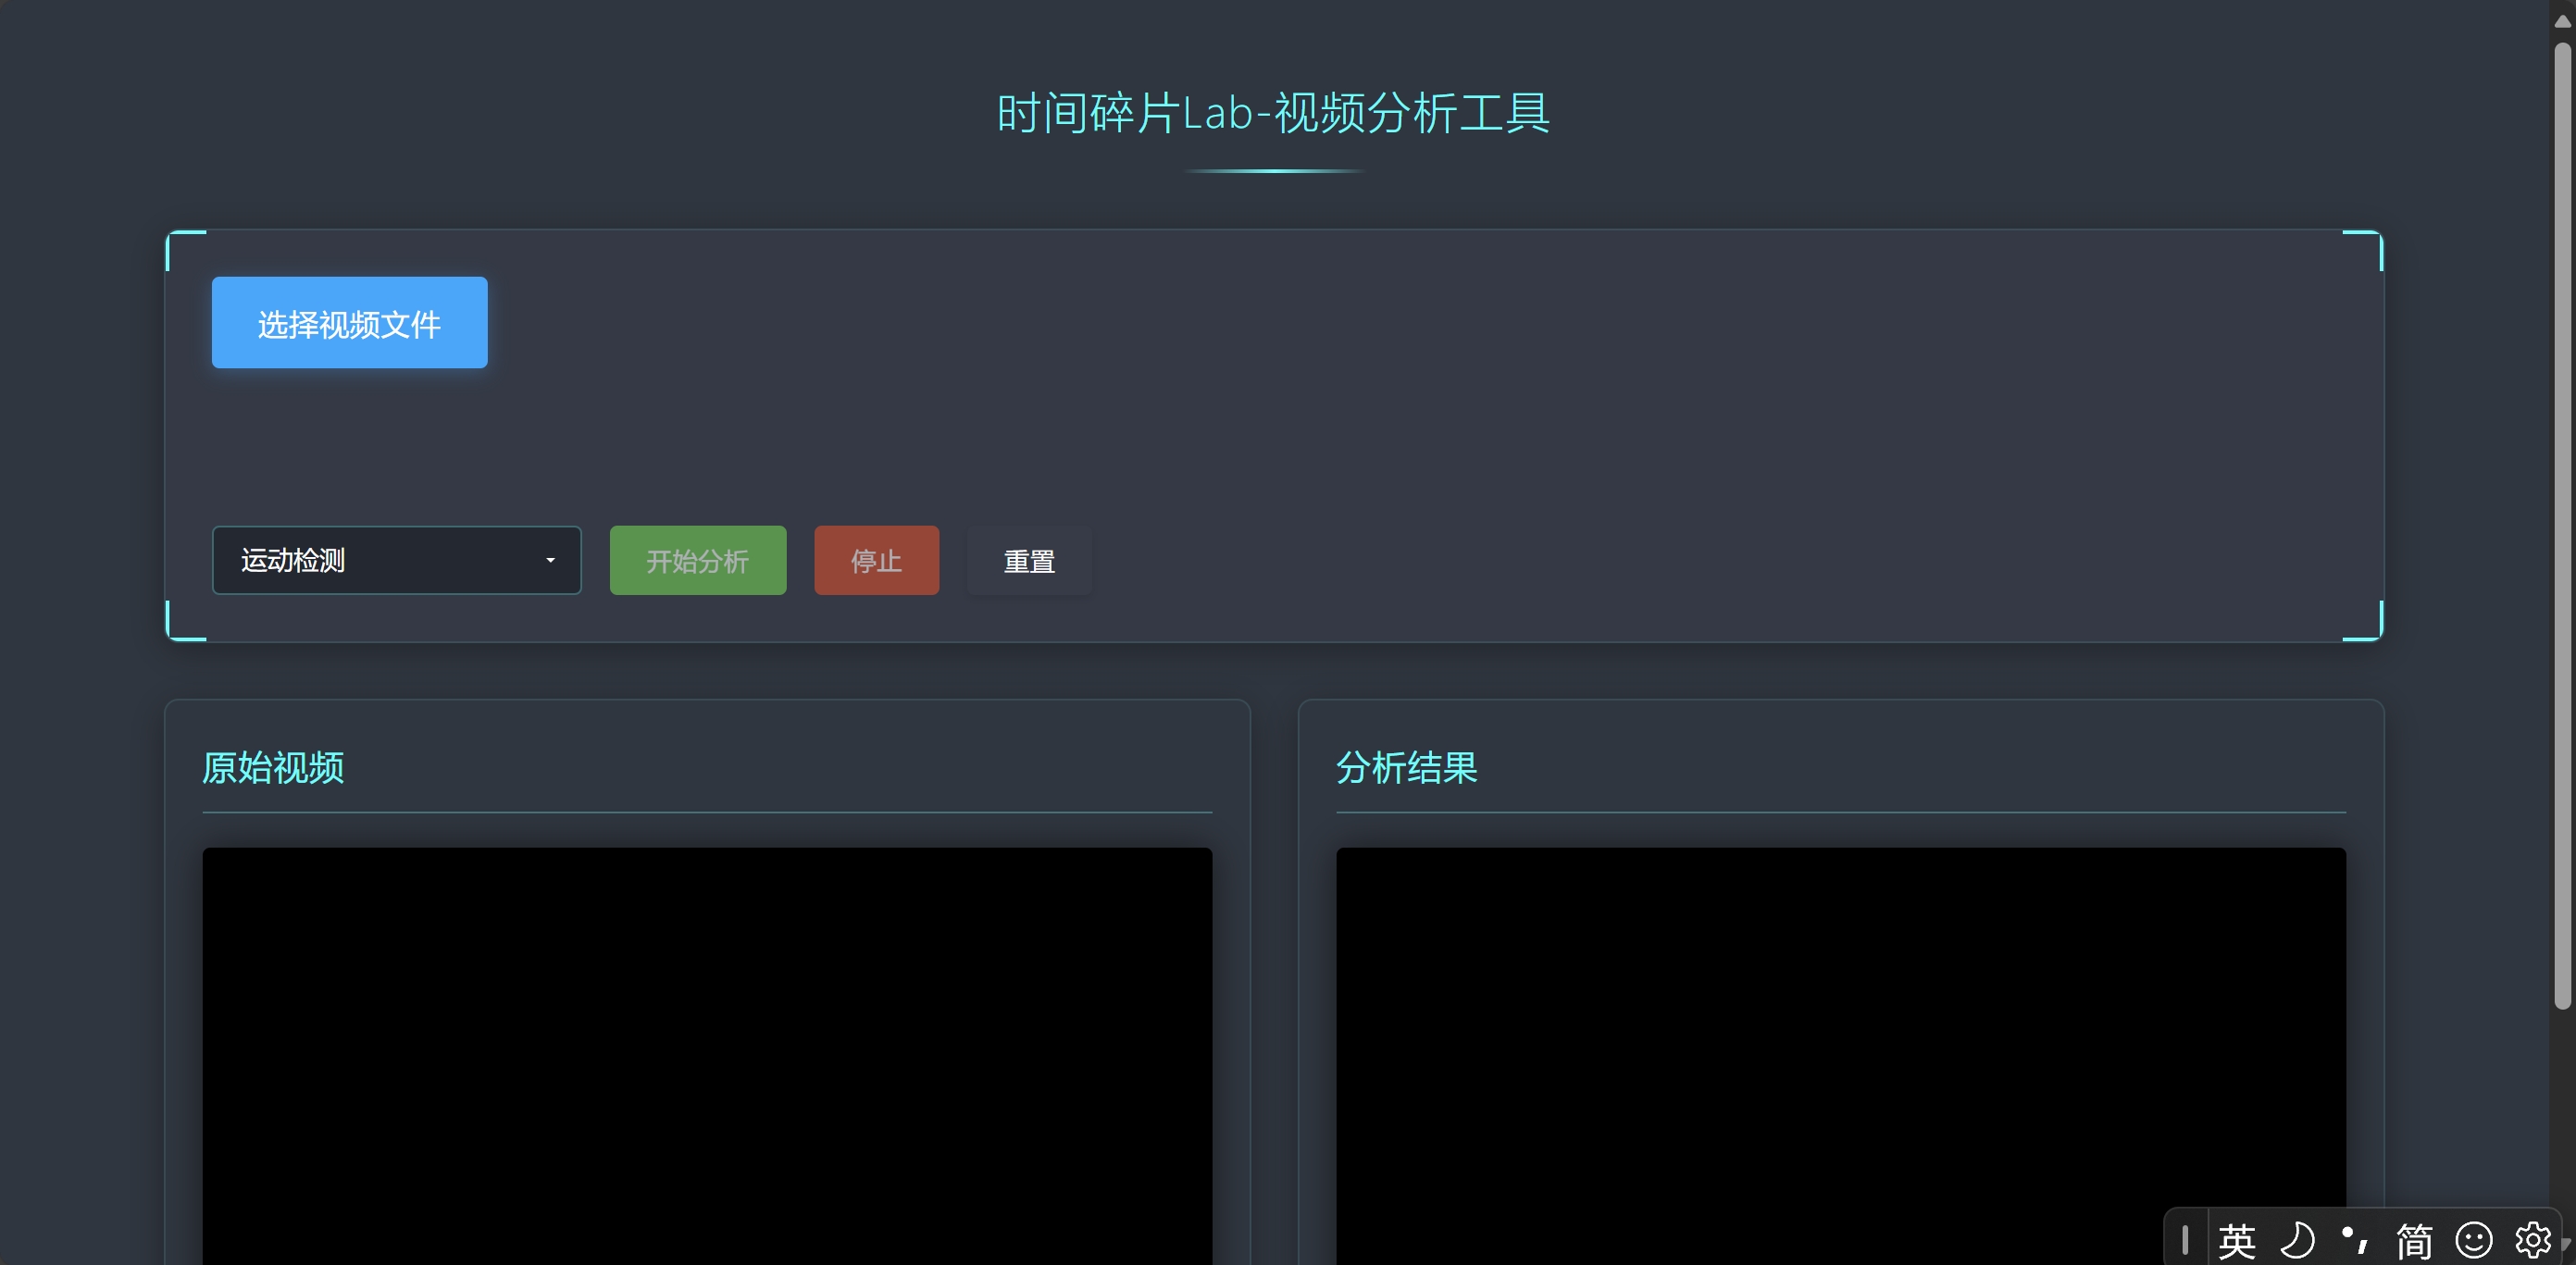 时间碎片Lab-视频分析工具
选择视频文件
运动检测
开始分析
停止
重置
原始视频
分析结果
英
简